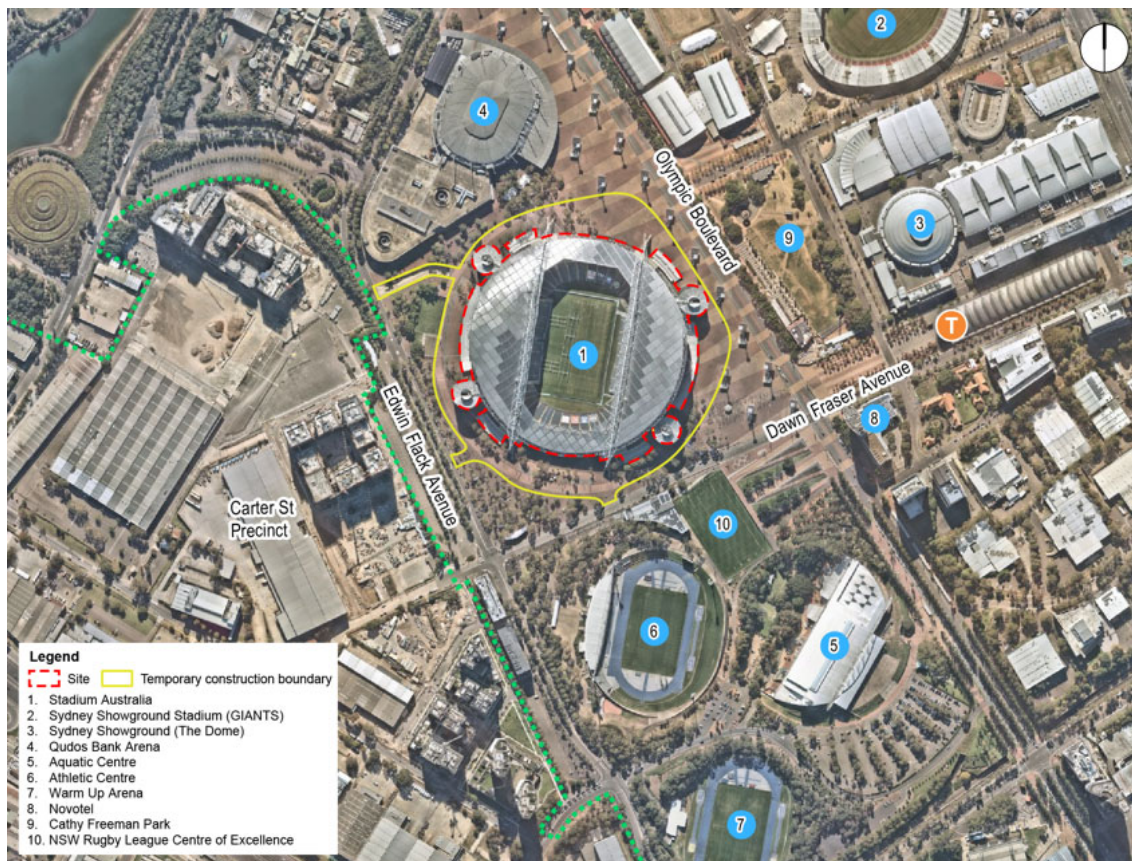 2
4
Olympic Boulevard
9
3
T
1
Dawn Fraser Avenue
8
Edwin Flack Avenue
Carter St
Precinct
10
6
5
7
Legend
Site
Temporary construction boundary
1. Stadium Australia
2. Sydney Showground Stadium (GIANTS)
3. Sydney Showground (The Dome)
4. Qudos Bank Arena
5. Aquatic Centre
6. Athletic Centre
7. Warm Up Arena
8. Novotel
9. Cathy Freeman Park
10. NSW Rugby League Centre of Excellence